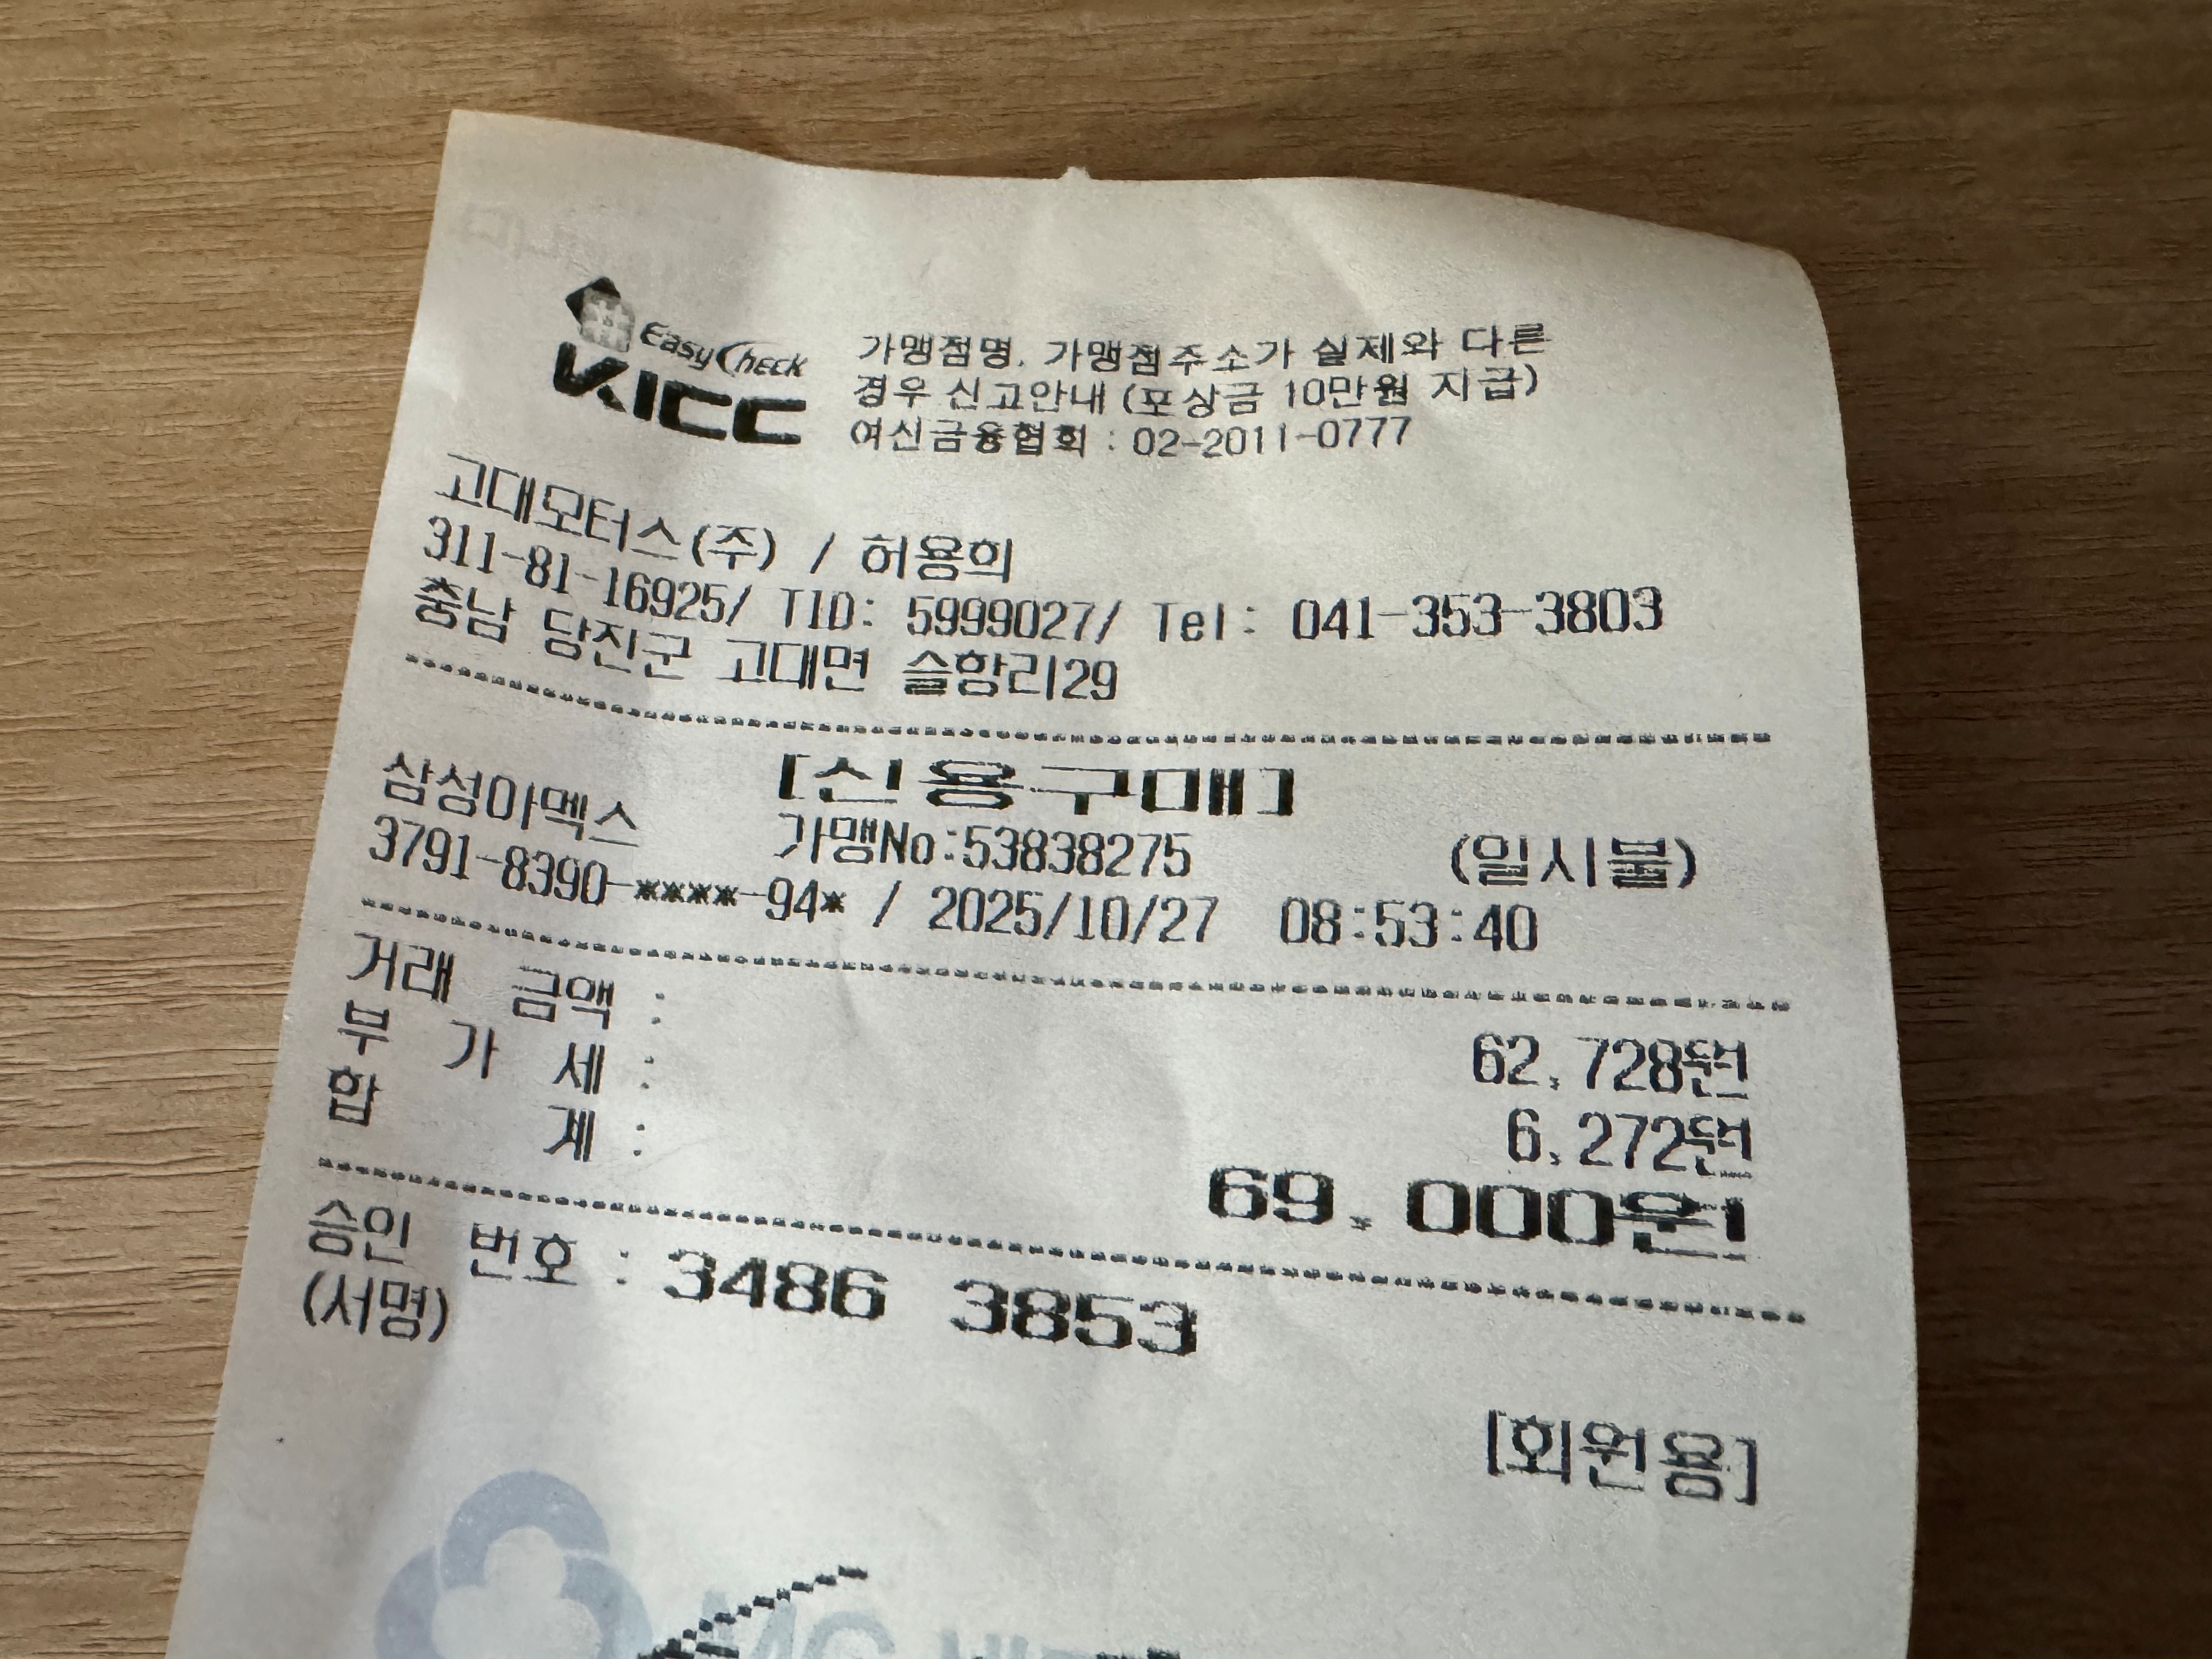 EasyCheck
KICC
가맹점명, 가맹점주소가 실제와 다른
경우 신고안내 (포상금 10만원 지급)
여신금융협회 : 02-2011-0777
고대모터스(주) / 허용희
311-81-16925/ TID: 5999027/ Tel: 041-353-3803
충남 당진군 고대면 슬항리29
[신용구매]
삼성아멕스 가맹No:53838275 (일시불)
3791-8390-****-94* / 2025/10/27 08:53:40
거래 금액 : 62,728원
부 가 세 : 6,272원
합 계 : 69,000원
승인 번호 : 3486 3853
(서명)
[회원용]